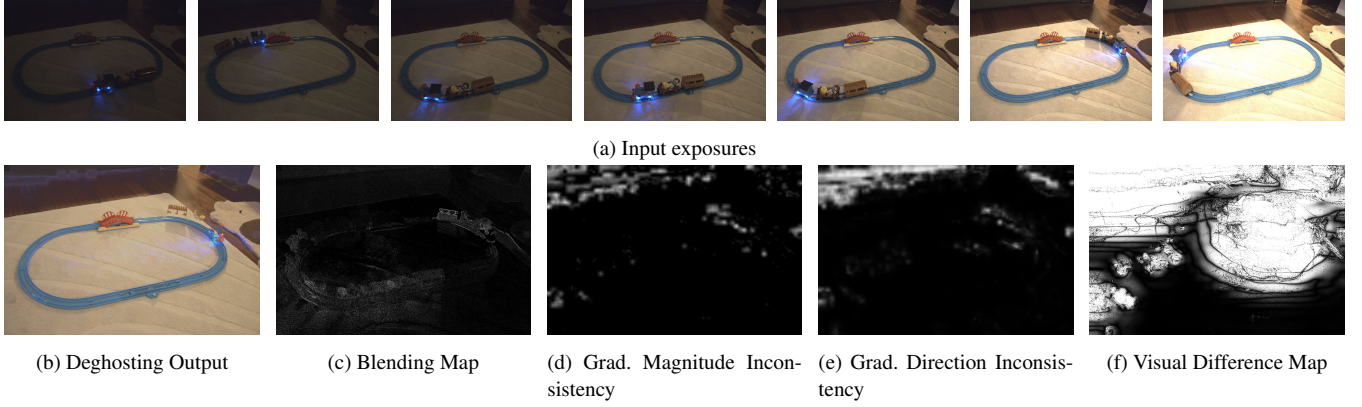 (a) Input exposures
(b) Deghosting Output
(c) Blending Map
(d) Grad. Magnitude Incon-
sistency
(e) Grad. Direction Inconsis-
tency
(f) Visual Difference Map